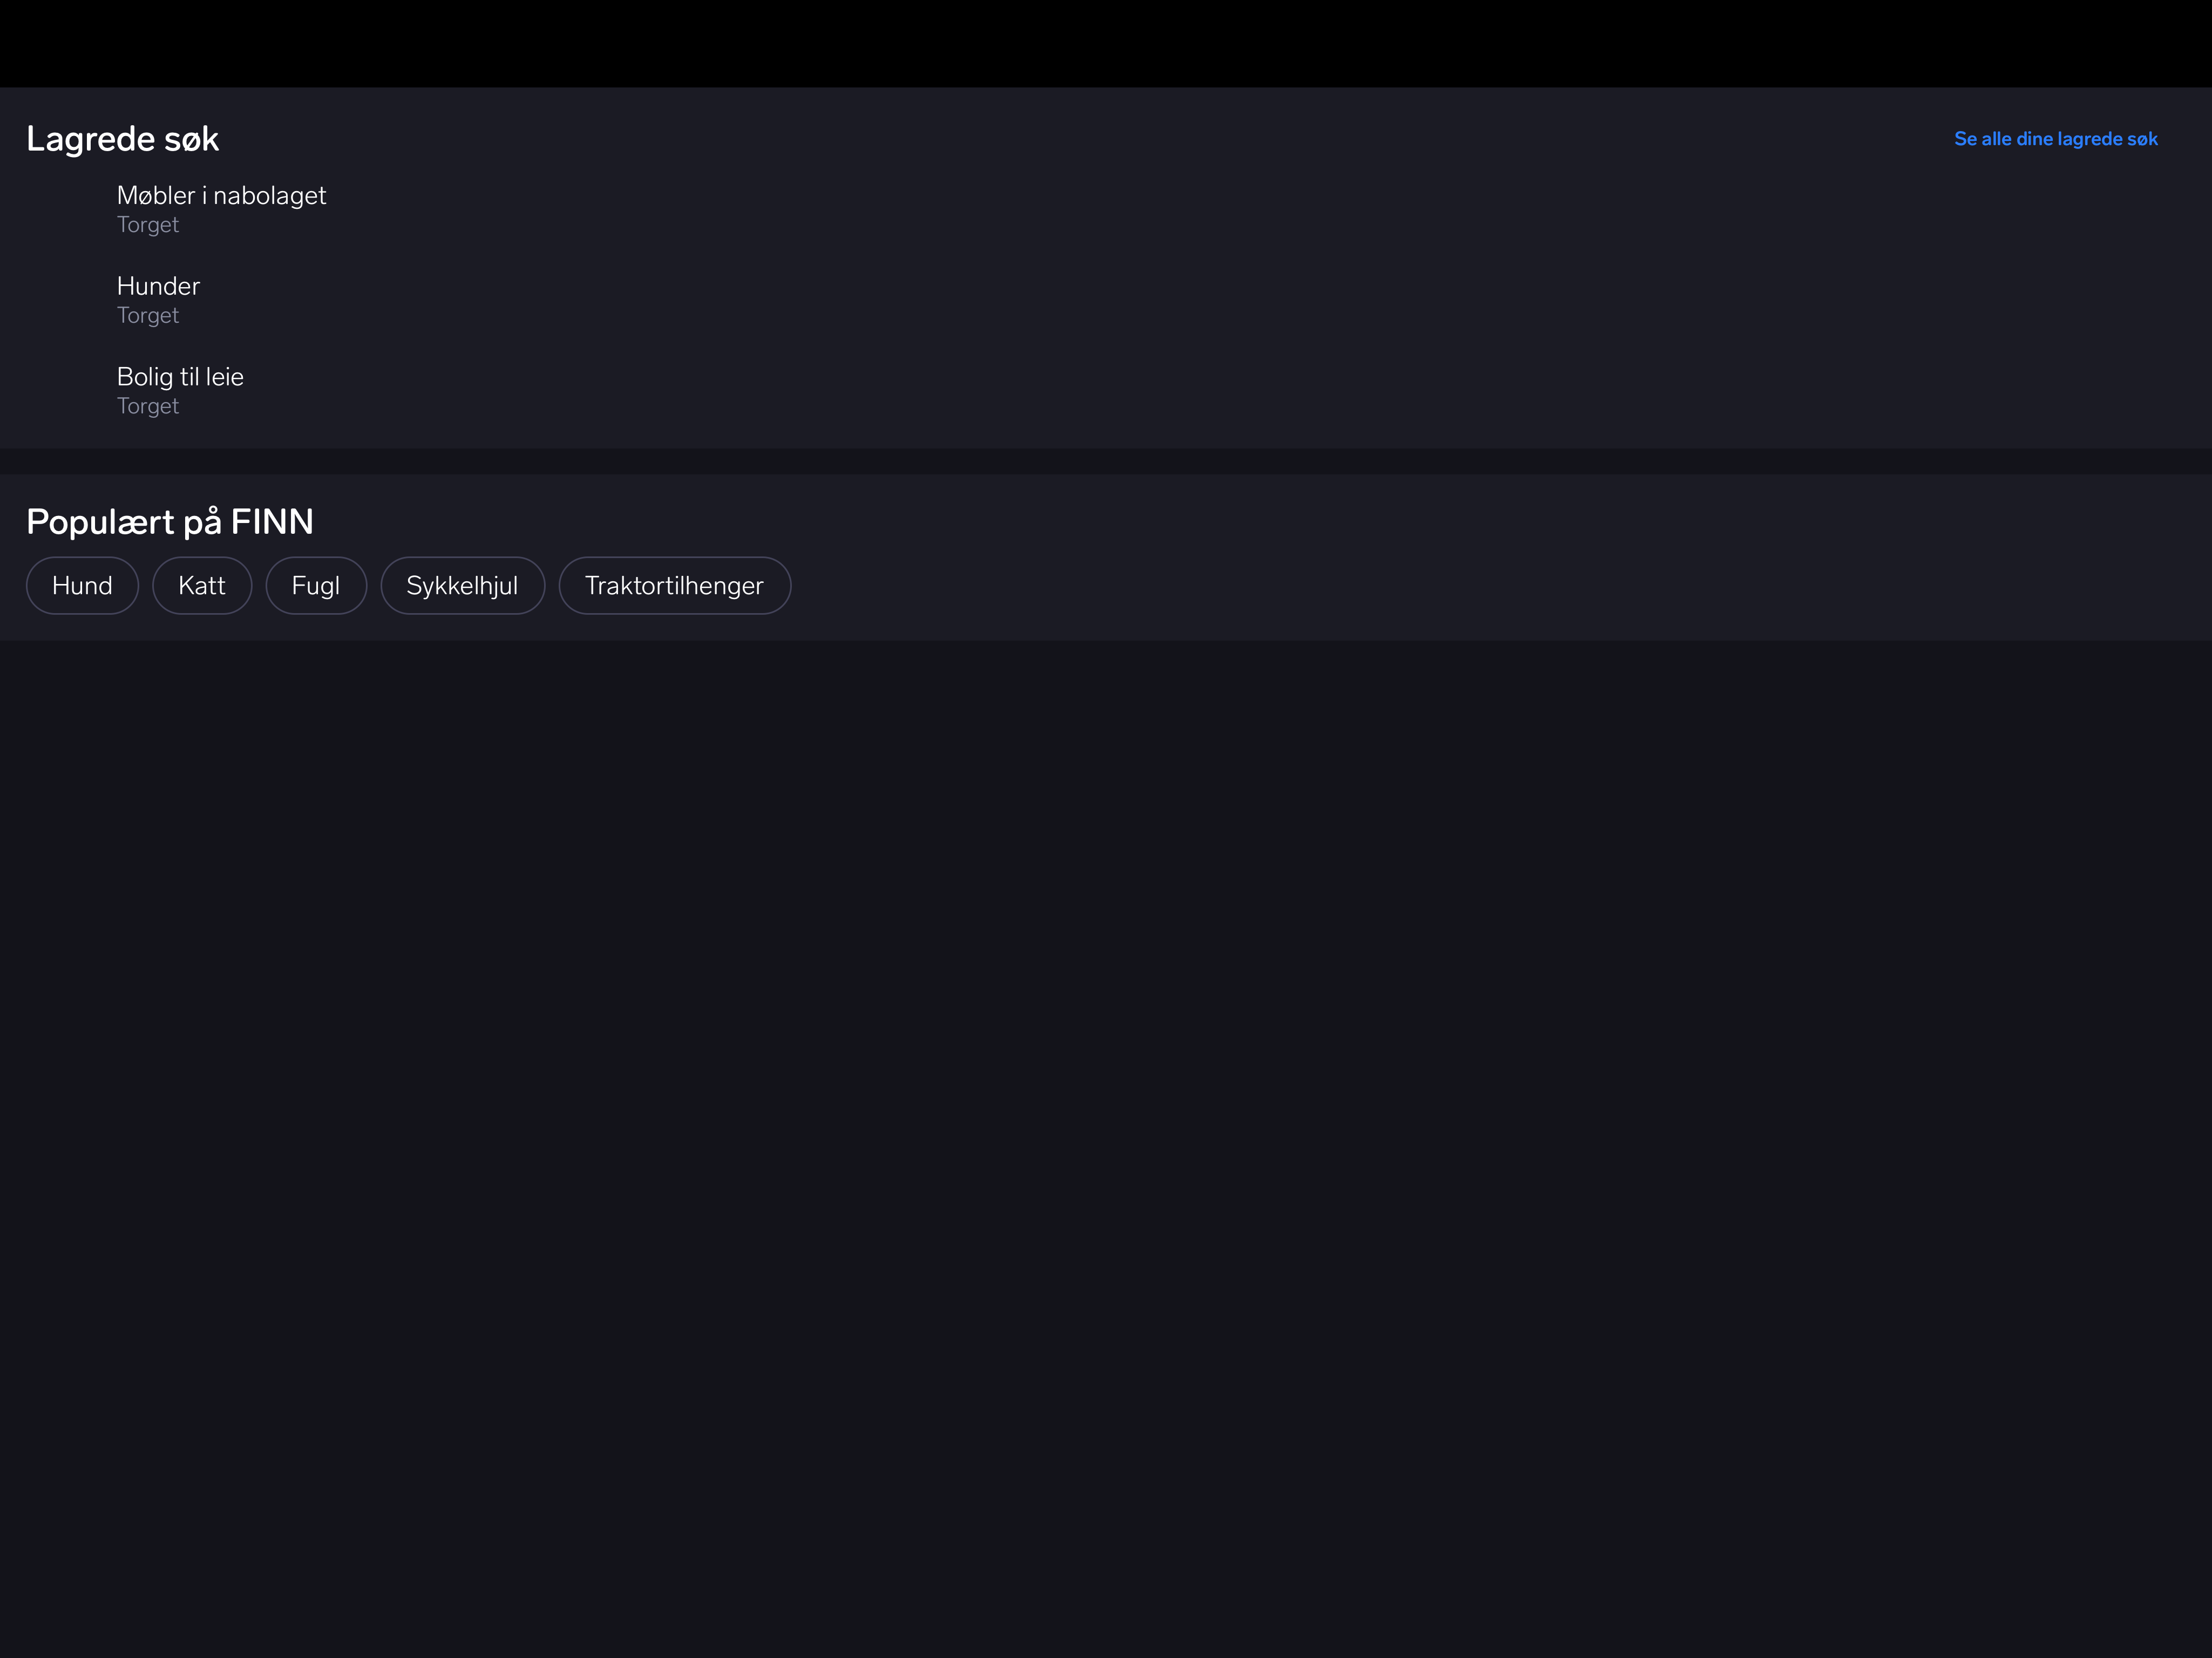 Lagrede søk
Se alle dine lagrede søk
Møbler i nabolaget
Torget
Hunder
Torget
Bolig til leie
Torget
Populært på FINN
Hund
Katt
Fugl
Sykkelhjul
Traktortilhenger